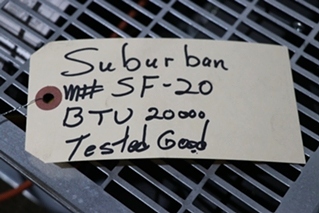 Suburban
m# SF-20
BTU 20000
Tested Good